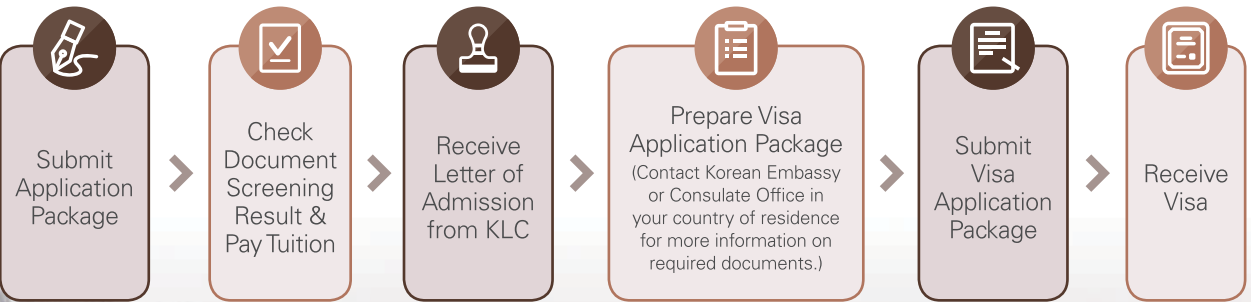 Submit
Application
Package
Check
Document
Screening
Result &
Pay Tuition
Receive
Letter of
Admission
from KLC
Prepare Visa
Application Package
(Contact Korean Embassy
or Consulate Office in
your country of residence
for more information on
required documents.)
Submit
Visa
Application
Package
Receive
Visa